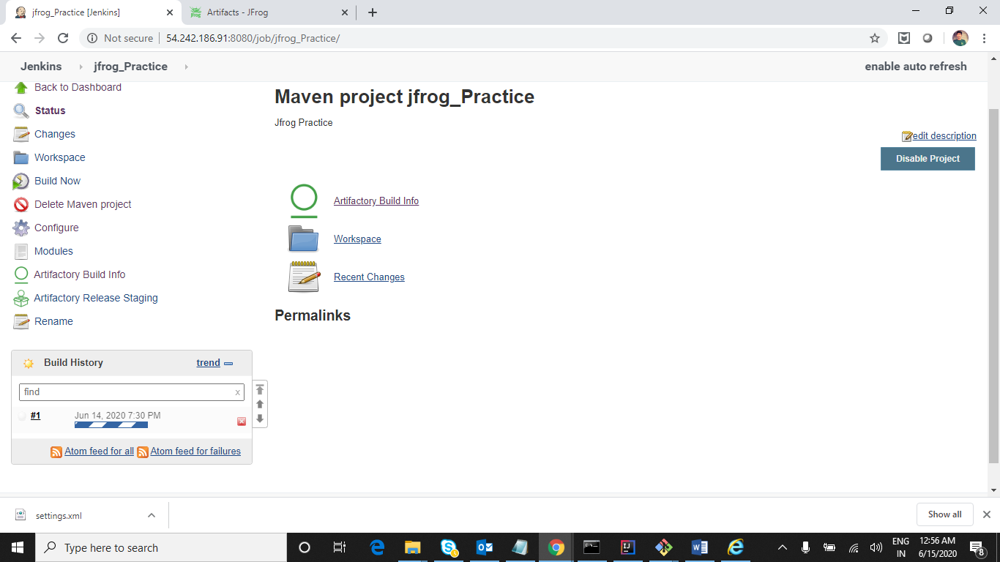 jfrog_Practice [Jenkins]
Artifacts - JFrog
Not secure
54.242.186.91:8080/job/jfrog_Practice/
Jenkins
jfrog_Practice
enable auto refresh
Back to Dashboard
Status
Changes
Workspace
Build Now
Delete Maven project
Configure
Modules
Artifactory Build Info
Artifactory Release Staging
Rename
Maven project jfrog_Practice
Jfrog Practice
edit description
Disable Project
Artifactory Build Info
Workspace
Recent Changes
Permalinks
Build History
trend
find
x
#1
Jun 14, 2020 7:30 PM
Atom feed for all
Atom feed for failures
settings.xml
Show all
Type here to search
ENG
IN
12:56 AM
6/15/2020
8